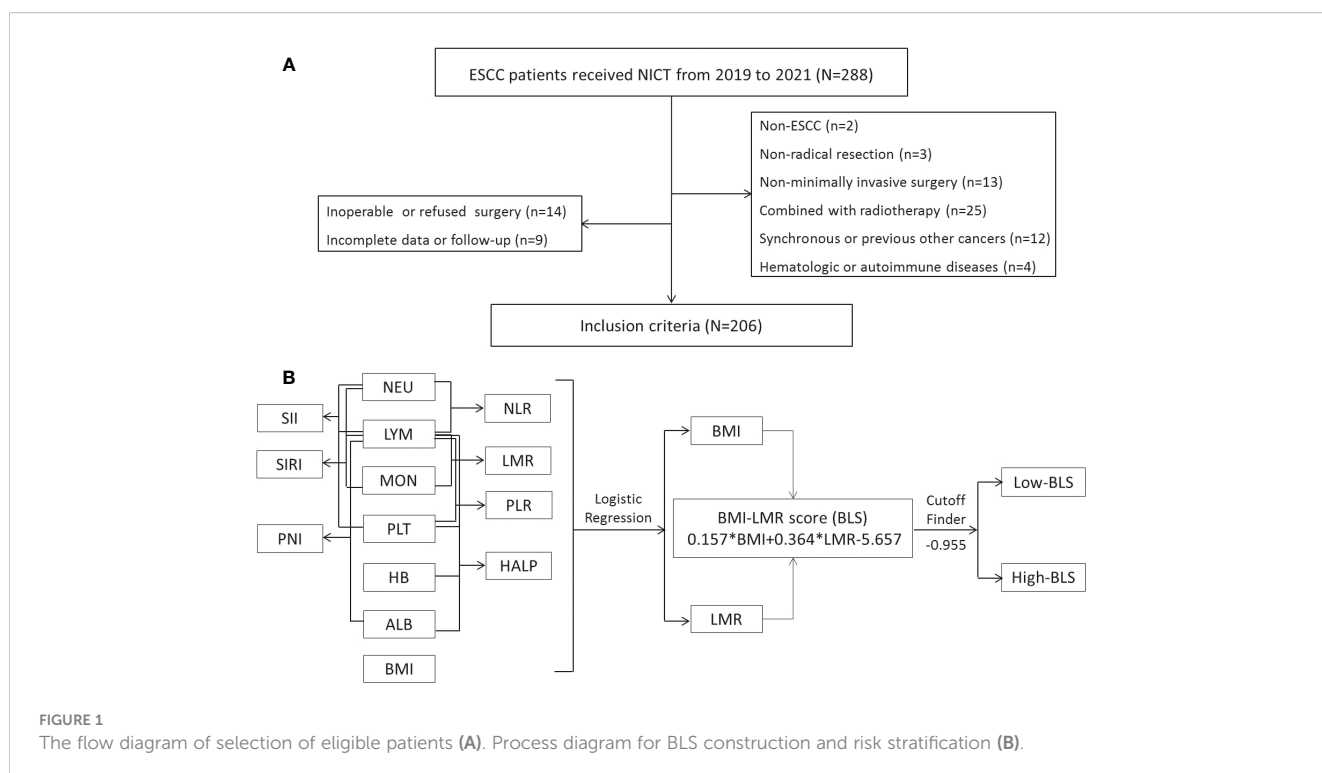 A
ESCC patients received NICT from 2019 to 2021 (N=288)
Non-ESCC (n=2)
Non-radical resection (n=3)
Non-minimally invasive surgery (n=13)
Combined with radiotherapy (n=25)
Synchronous or previous other cancers (n=12)
Hematologic or autoimmune diseases (n=4)
Inoperable or refused surgery (n=14)
Incomplete data or follow-up (n=9)
Inclusion criteria (N=206)
B
SII
SIRI
PNI
NEU
LYM
MON
PLT
HB
ALB
BMI
NLR
LMR
PLR
HALP
Logistic
Regression
BMI
BMI-LMR score (BLS)
0.157*BMI+0.364*LMR-5.657
LMR
Cutoff
Finder
-0.955
Low-BLS
High-BLS
FIGURE 1
The flow diagram of selection of eligible patients (A). Process diagram for BLS construction and risk stratification (B).